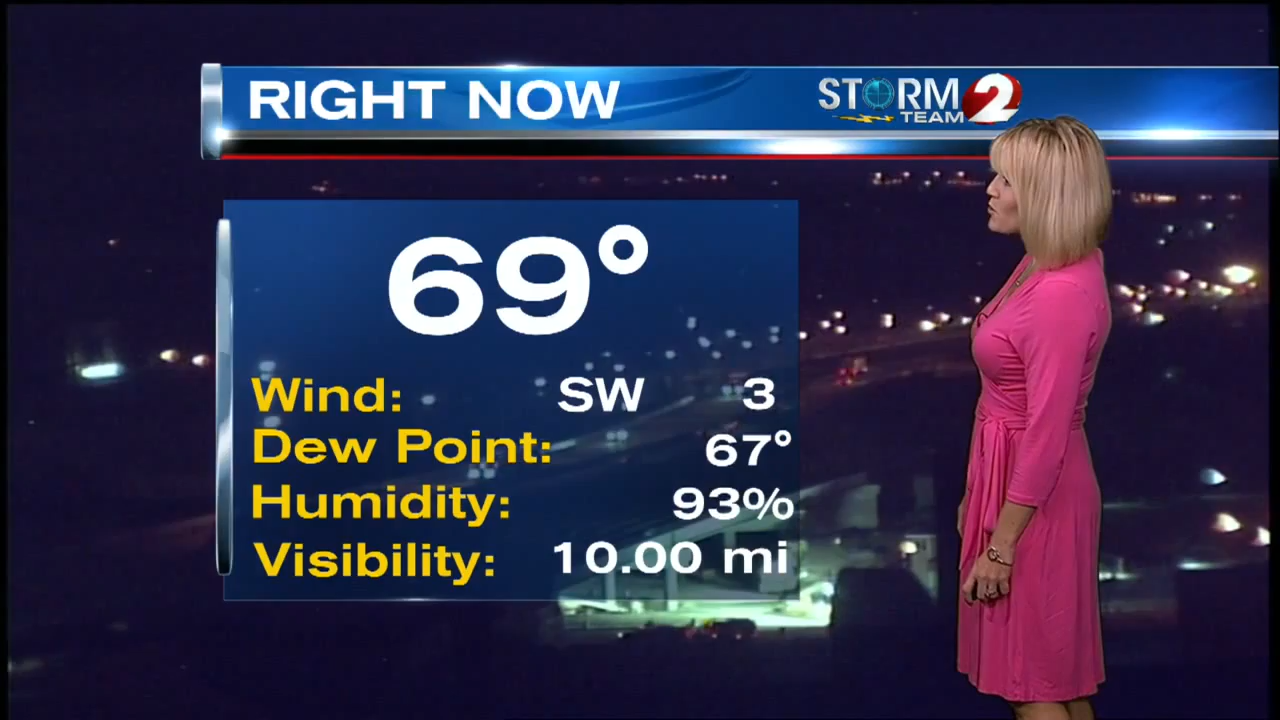 RIGHT NOW
STORM
TEAM 2
69°
Wind: SW 3
Dew Point: 67°
Humidity: 93%
Visibility: 10.00 mi